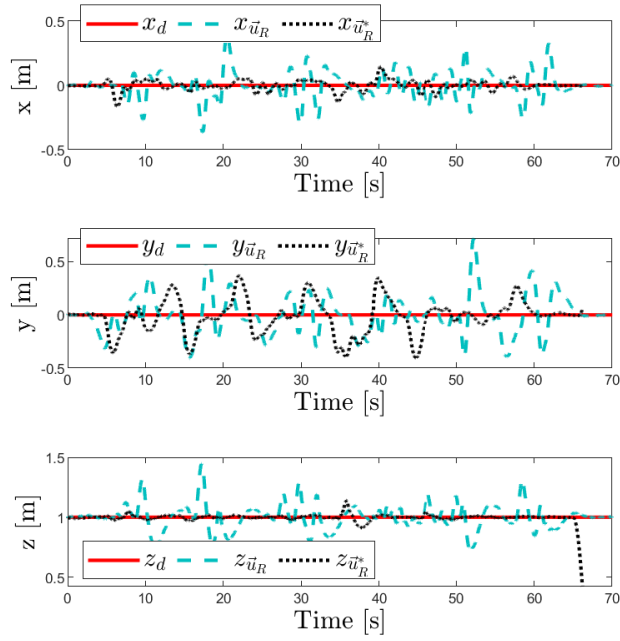 x_d x_{\vec{u}_R} x_{\vec{u}_R^*}
0.5
x [m]
0
-0.5
0 10 20 30 40 50 60 70
Time [s]
y_d y_{\vec{u}_R} y_{\vec{u}_R^*}
y [m]
0.5
0
-0.5
0 10 20 30 40 50 60 70
Time [s]
1.5
z [m]
1
0.5
z_d z_{\vec{u}_R} z_{\vec{u}_R^*}
0 10 20 30 40 50 60 70
Time [s]